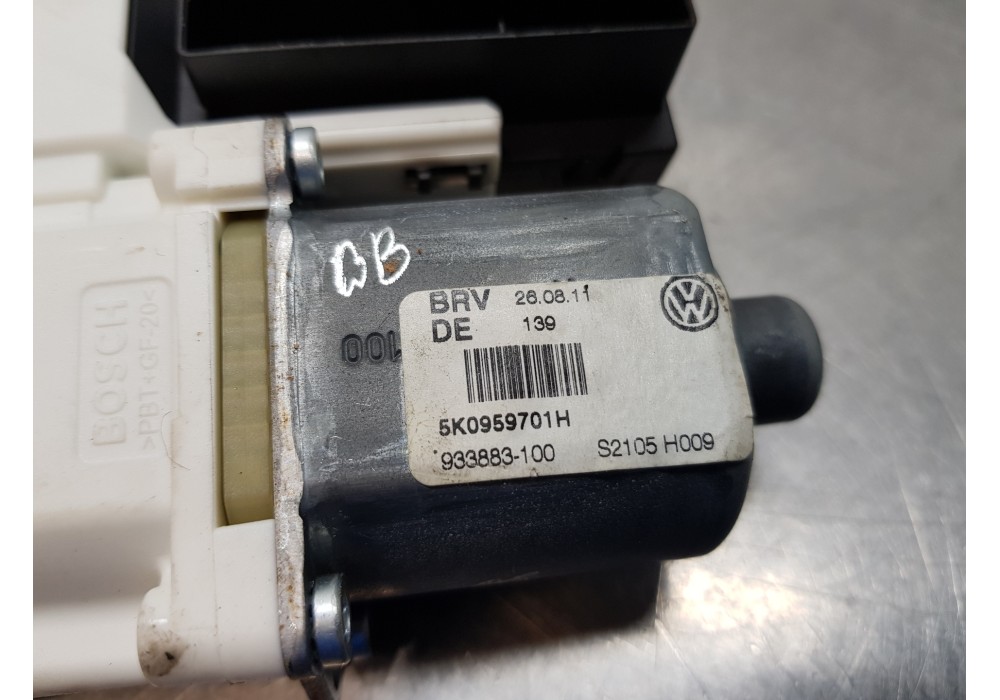 BOSCH
>PBT+GF-20<
BRV 26.08.11
DE 139
5K0959701H
933883-100 S2105 H009